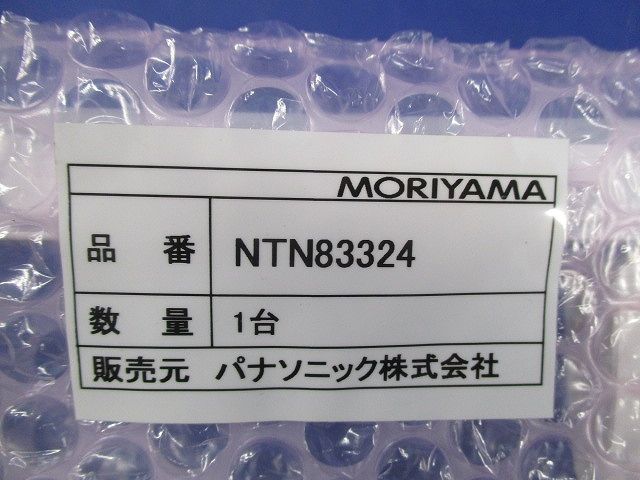 MORIYAMA
品 番 NTN83324
数 量 1台
販売元 パナソニック株式会社